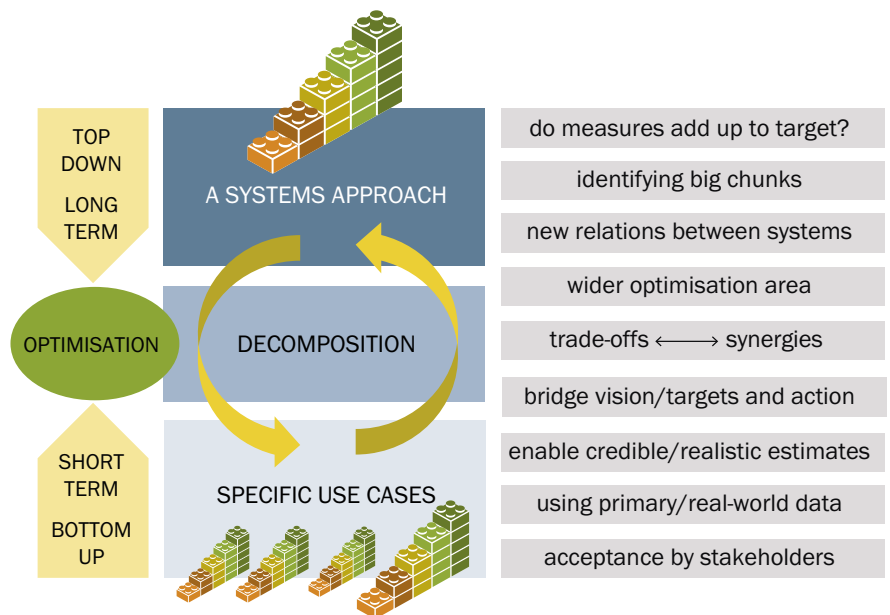 TOP
DOWN
LONG
TERM
OPTIMISATION
SHORT
TERM
BOTTOM
UP
A SYSTEMS APPROACH
DECOMPOSITION
SPECIFIC USE CASES
do measures add up to target?
identifying big chunks
new relations between systems
wider optimisation area
trade-offs ⟷ synergies
bridge vision/targets and action
enable credible/realistic estimates
using primary/real-world data
acceptance by stakeholders